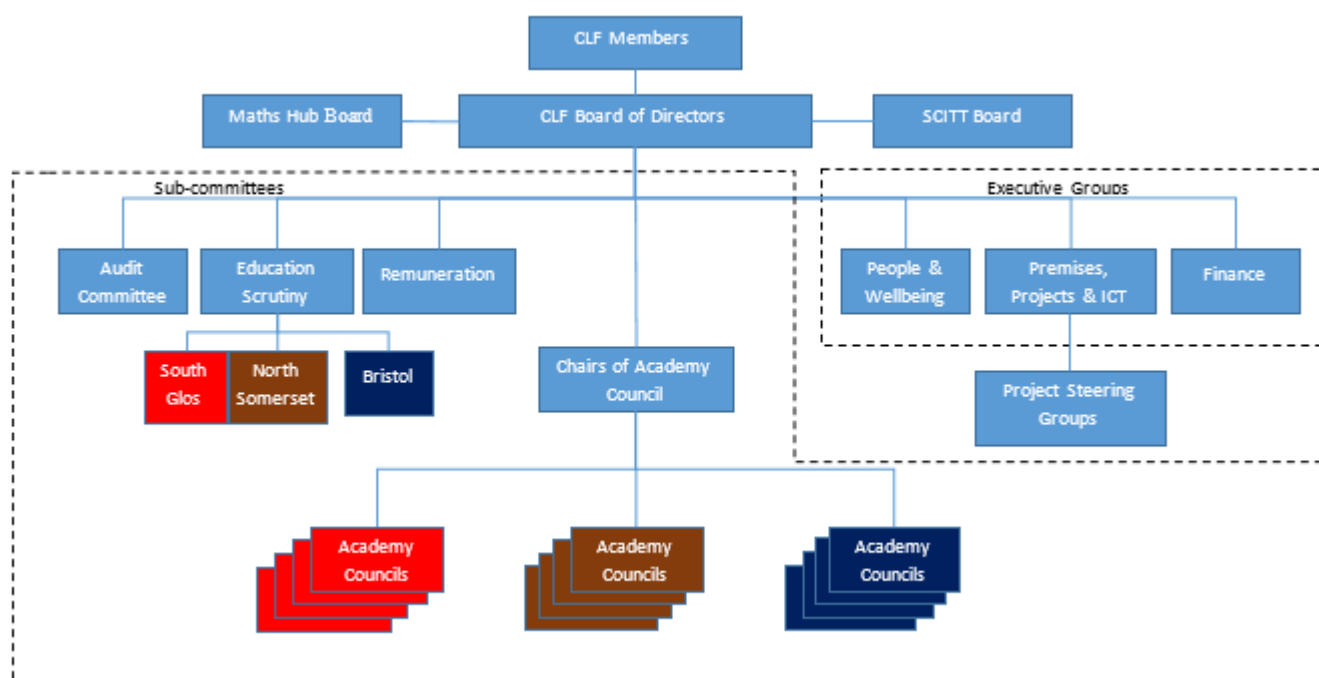 CLF Members
Maths Hub Board
CLF Board of Directors
SCITT Board
Sub-committees
Executive Groups
Audit
Committee
Education
Scrutiny
Remuneration
People &
Wellbeing
Premises,
Projects & ICT
Finance
South
Glos
North
Somerset
Bristol
Chairs of Academy
Council
Project Steering
Groups
Academy
Councils
Academy
Councils
Academy
Councils